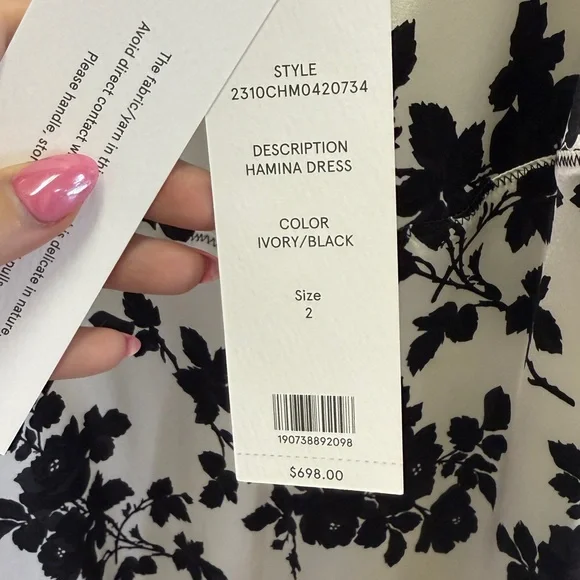 The fabric/yarn in thi
Avoid direct contact w
Please handle, sto
is delicate in nature.
STYLE
2310CHM0420734
DESCRIPTION
HAMINA DRESS
COLOR
IVORY/BLACK
Size
2
190738892098
$698.00